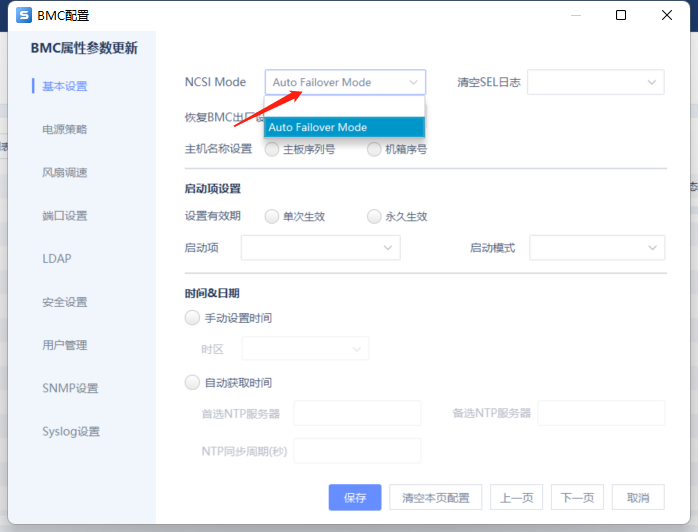 BMC配置
BMC属性参数更新
基本设置
电源策略
风扇调速
端口设置
LDAP
安全设置
用户管理
SNMP设置
Syslog设置
NCSI Mode
Auto Failover Mode
清空SEL日志
恢复BMC出厂
Auto Failover Mode
主机名称设置
主板序列号
机箱序号
启动项设置
设置有效期
单次生效
永久生效
启动项
启动模式
时间&日期
手动设置时间
时区
自动获取时间
首选NTP服务器
备选NTP服务器
NTP同步周期(秒)
保存
清空本页配置
上一页
下一页
取消